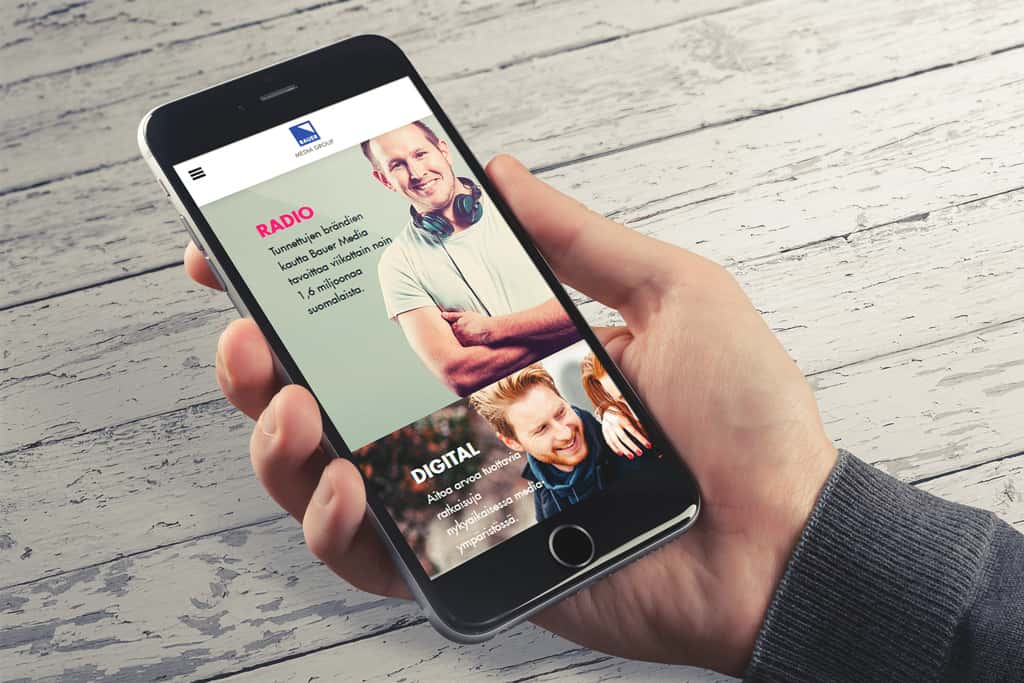 BAUER
MEDIA GROUP
RADIO
Tunnettujen brändien
kautta Bauer Media
tavoittaa viikottain noin
1,6 miljoonaa
suomalaista.
DIGITAL
Aitoa arvoa tuottavia
ratkaisuja
nykyaikaisessa media-
ympäristössä.